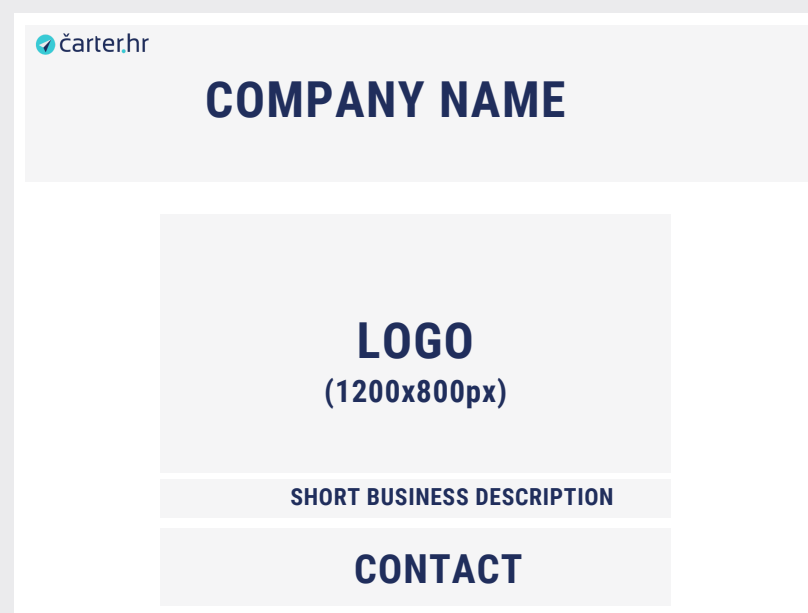 čarter.hr
COMPANY NAME
LOGO
(1200x800px)
SHORT BUSINESS DESCRIPTION
CONTACT